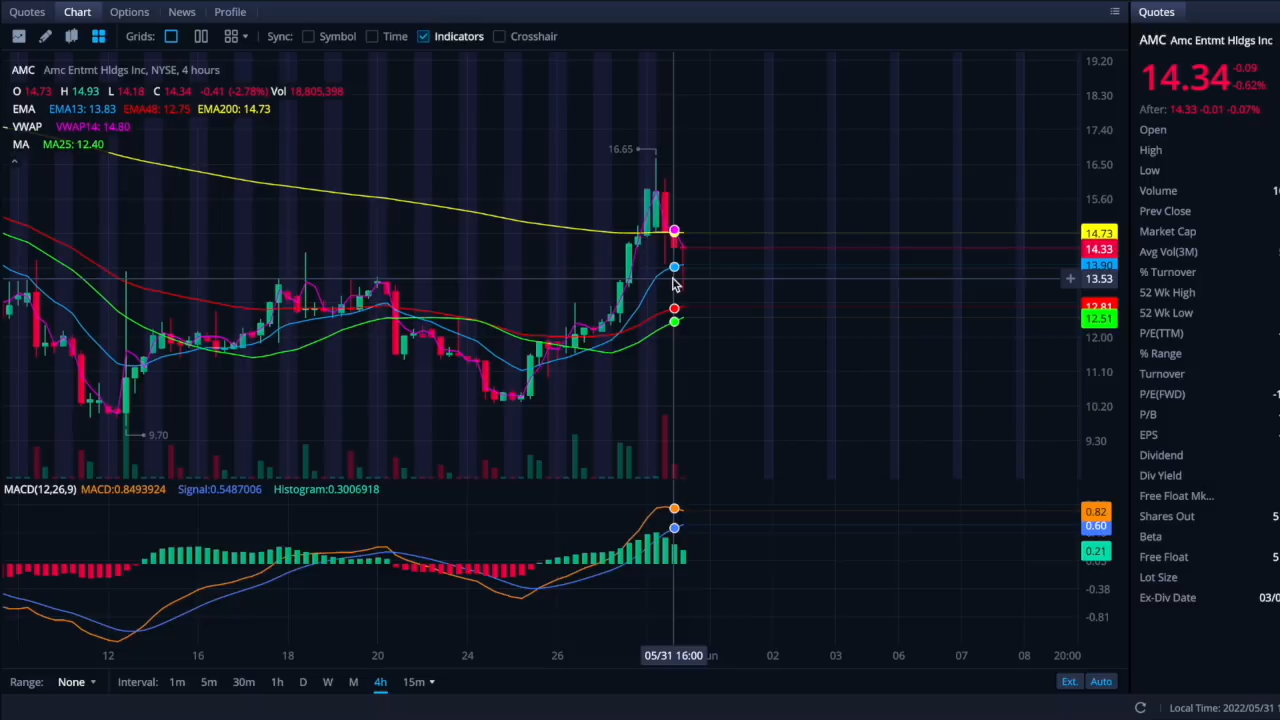 Quotes Chart Options News Profile
Quotes
Grids: Sync: Symbol Time Indicators Crosshair
AMC Amc Entmt Hldgs Inc
AMC Amc Entmt Hldgs Inc, NYSE, 4 hours
14.34 -0.09
-0.62%
O 14.73 H 14.93 L 14.18 C 14.34 -0.41 (-2.78%) Vol 18,805,398
EMA EMA13: 13.83 EMA48: 12.75 EMA200: 14.73
VWAP VWAP14: 14.80
MA MA25: 12.40
After: 14.33 -0.01 -0.07%
Open
High
Low
Volume
Prev Close
Market Cap
Avg Vol(3M)
% Turnover
52 Wk High
52 Wk Low
P/E(TTM)
% Range
Turnover
P/E(FWD)
P/B
EPS
Dividend
Div Yield
Free Float Mk...
Shares Out
Beta
Free Float
Lot Size
Ex-Div Date 03/0
19.20
18.30
17.40
16.50
15.60
14.73
14.33
13.90
13.53
12.81
12.51
12.00
11.10
10.20
9.30
16.65
9.70
MACD(12,26,9) MACD:0.8493924 Signal:0.5487006 Histogram:0.3006918
0.82
0.60
0.21
-0.38
-0.81
12 16 18 20 24 26 05/31 16:00 un 02 03 06 07 08 20:00
Range: None Interval: 1m 5m 30m 1h D W M 4h 15m
Ext. Auto
Local Time: 2022/05/31 1